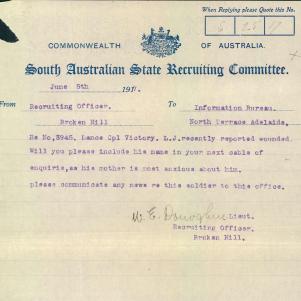 When Replying please Quote this No.
COMMONWEALTH OF AUSTRALIA.
South Australian State Recruiting Committee.
June 5th 191
From Recruiting Officer. To Information Bureau.
Broken Hill North Terrace Adelaide.
Re No, 3945, Lance Cpl Victory, L.J. recently reported wounded.
Will you please include his name in your next cable of
enquirie, as his mother is most anxious about him,
please communicate any news re this soldier to this office.
W. E. Donoghue Lieut.
Recruiting Officer.
Broken Hill.